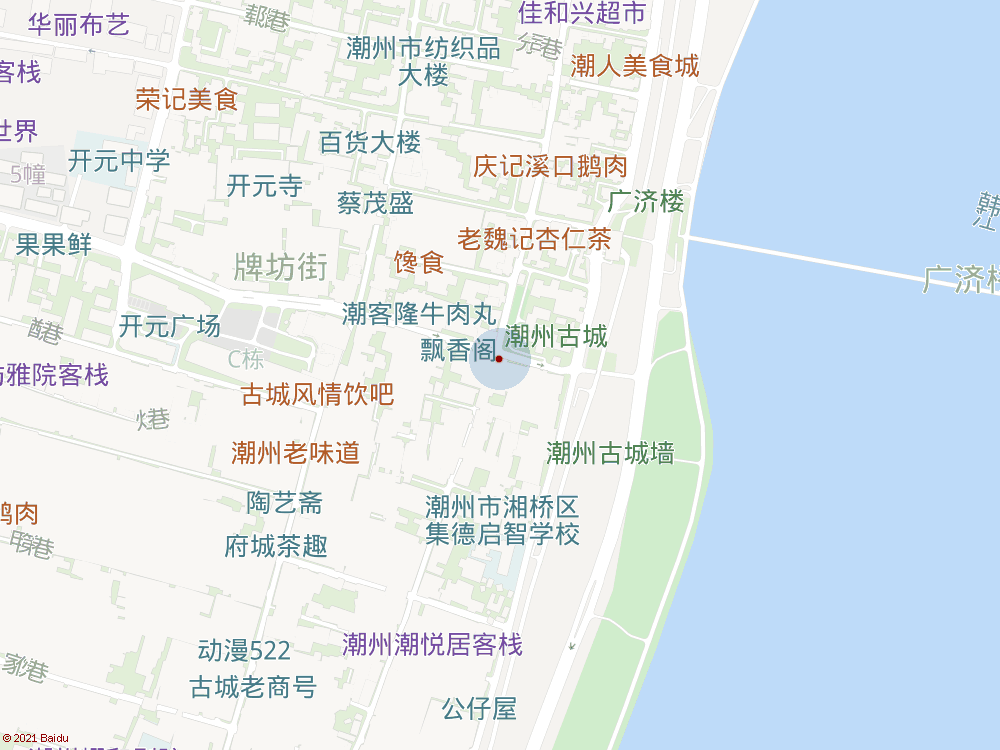 佳和兴超市
华丽布艺
潮州市纺织品
大楼
潮人美食城
客栈
荣记美食
世界
百货大楼
开元中学
庆记溪口鹅肉
5幢
开元寺
蔡茂盛
广济楼
韩江
果果鲜
老魏记杏仁茶
馋食
牌坊街
广济桥
潮客隆牛肉丸
开元广场
潮州古城
飘香阁
C栋
坊雅院客栈
古城风情饮吧
潮州老味道
潮州古城墙
陶艺斋
潮州市湘桥区
集德启智学校
鹅肉
府城茶趣
动漫522
潮州潮悦居客栈
古城老商号
公仔屋
© 2021 Baidu